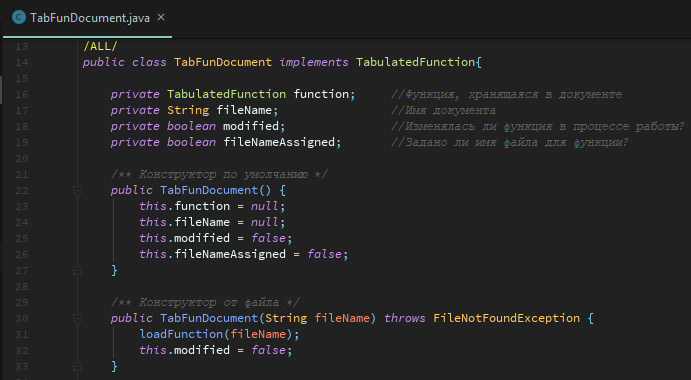 TabFunDocument.java ×
13 /ALL/
14 public class TabFunDocument implements TabulatedFunction{
15
16 private TabulatedFunction function; //Функция, хранящаяся в документе
17 private String fileName; //Имя документа
18 private boolean modified; //Изменялась ли функция в процессе работы?
19 private boolean fileNameAssigned; //Задано ли имя файла для функции?
20
21 /** Конструктор по умолчанию */
22 public TabFunDocument() {
23 this.function = null;
24 this.fileName = null;
25 this.modified = false;
26 this.fileNameAssigned = false;
27 }
28
29 /** Конструктор от файла */
30 public TabFunDocument(String fileName) throws FileNotFoundException {
31 loadFunction(fileName);
32 this.modified = false;
33 }